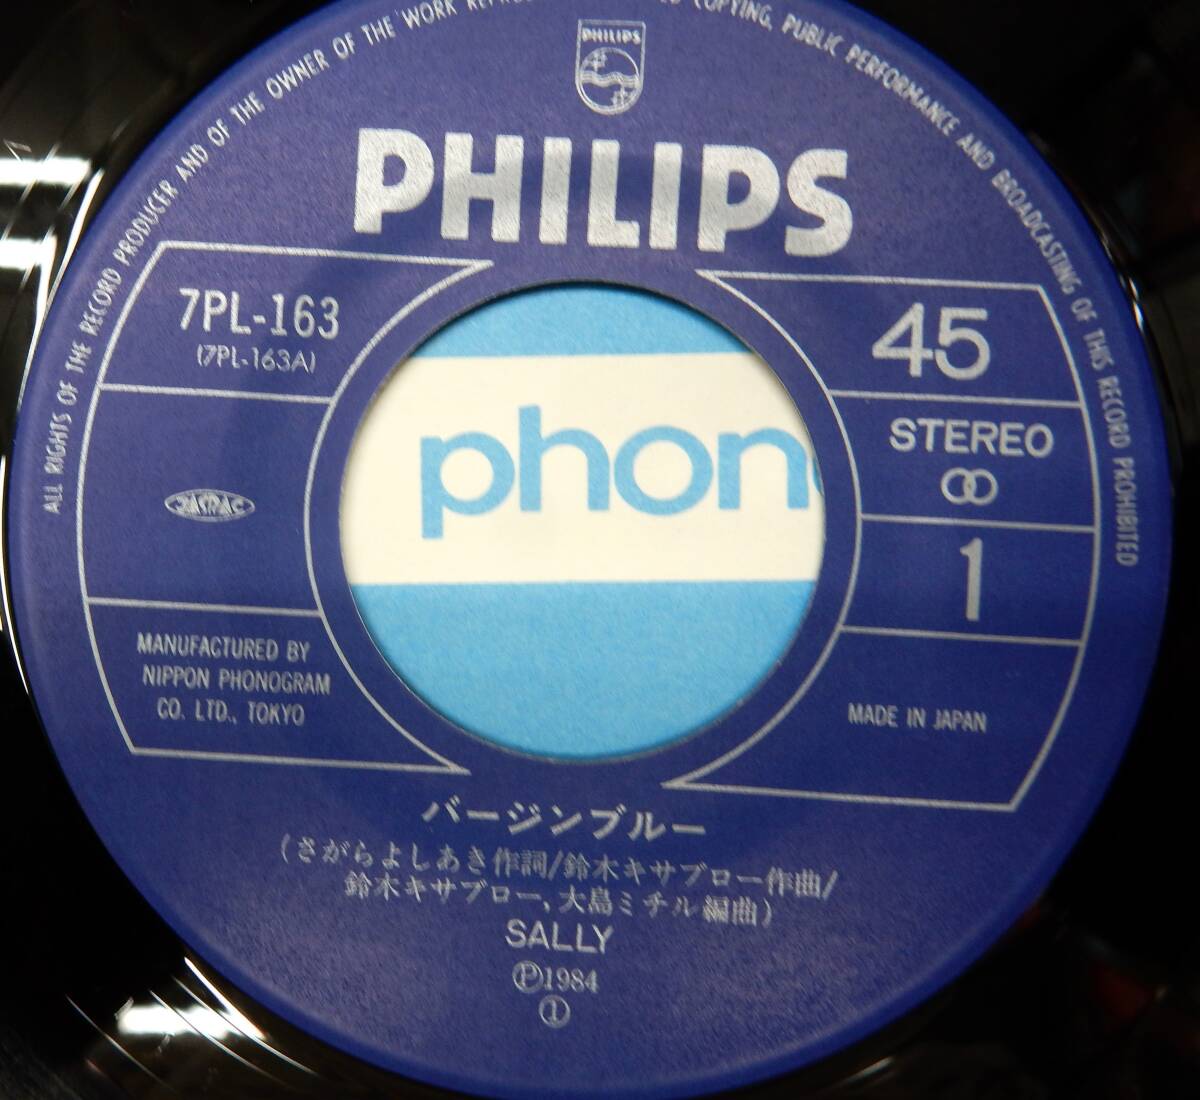 ALL RIGHTS OF THE RECORD PRODUCER AND OF THE OWNER OF THE WORK
COPYING, PUBLIC PERFORMANCE AND BROADCASTING OF THIS RECORD PROHIBITED
PHILIPS
PHILIPS
7PL-163
(7PL-163A)
45
STEREO
1
JASRAC
phon
MANUFACTURED BY
NIPPON PHONOGRAM
CO. LTD., TOKYO
MADE IN JAPAN
バージンブルー
(さがらよしあき作詞/鈴木キサブロー作曲/
鈴木キサブロー, 大島ミチル編曲)
SALLY
Ⓟ1984
①